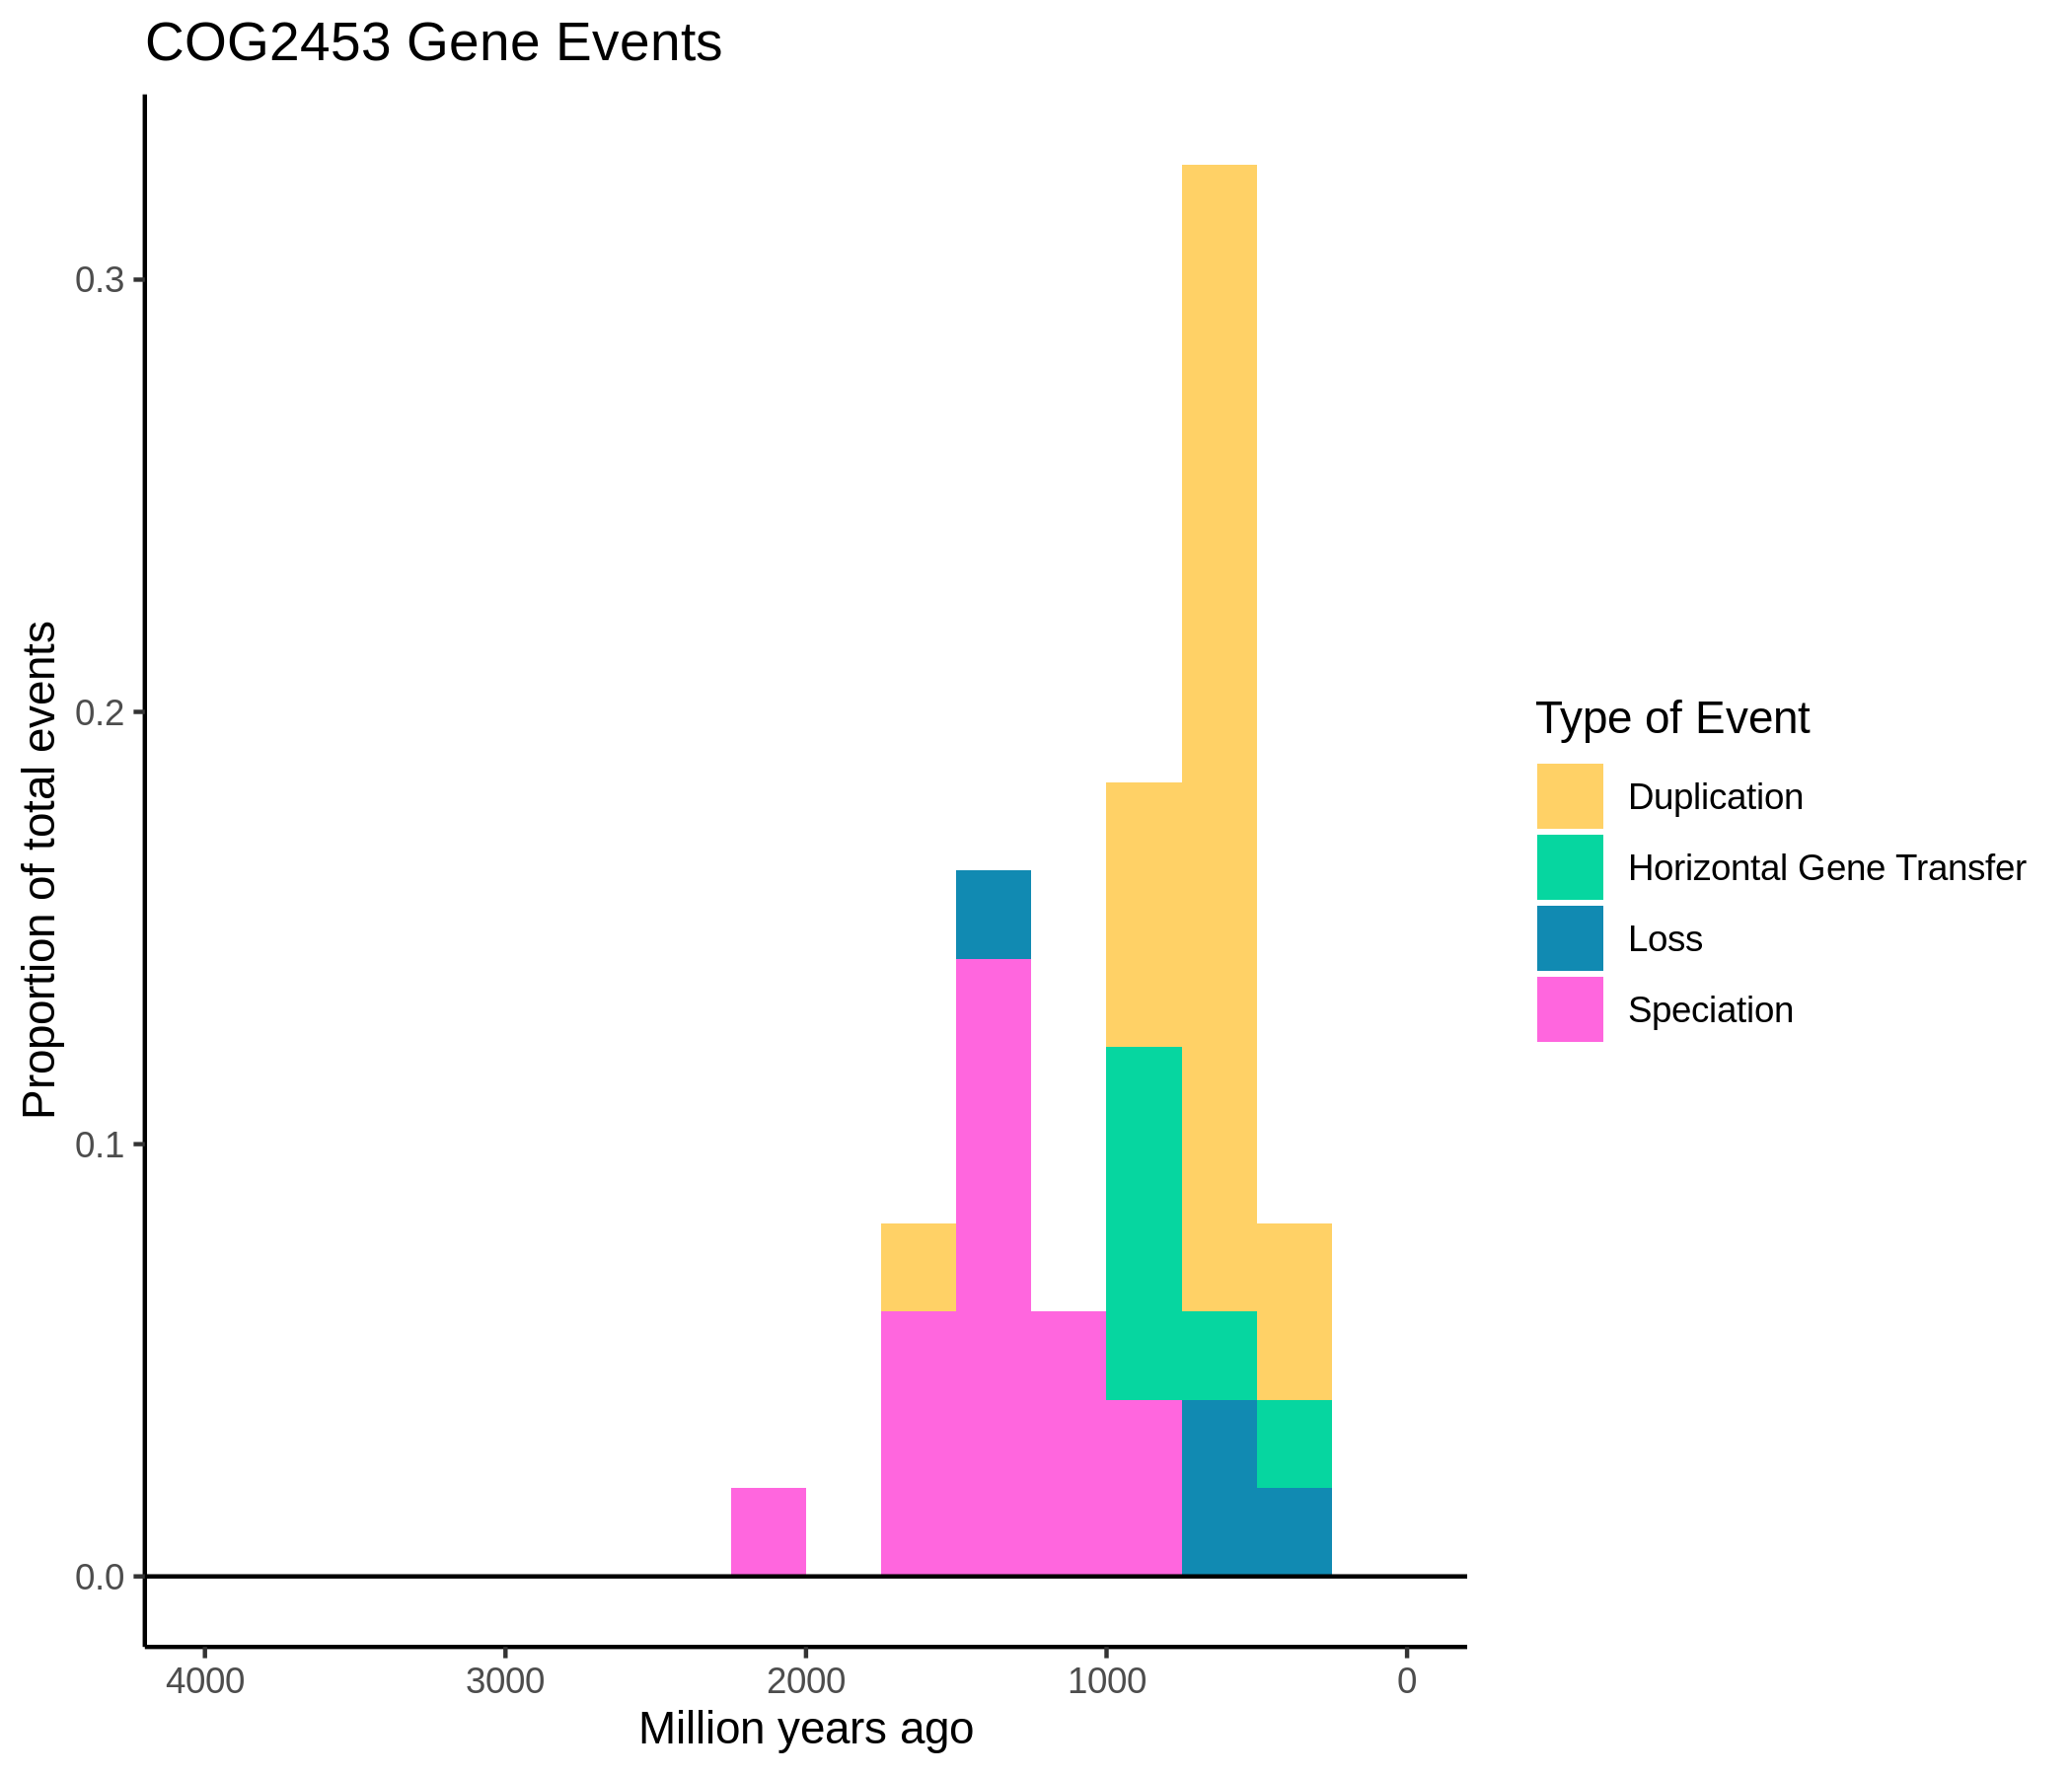 COG2453 Gene Events
Proportion of total events
0.3
0.2
0.1
0.0
4000 3000 2000 1000 0
Million years ago
Type of Event
Duplication
Horizontal Gene Transfer
Loss
Speciation